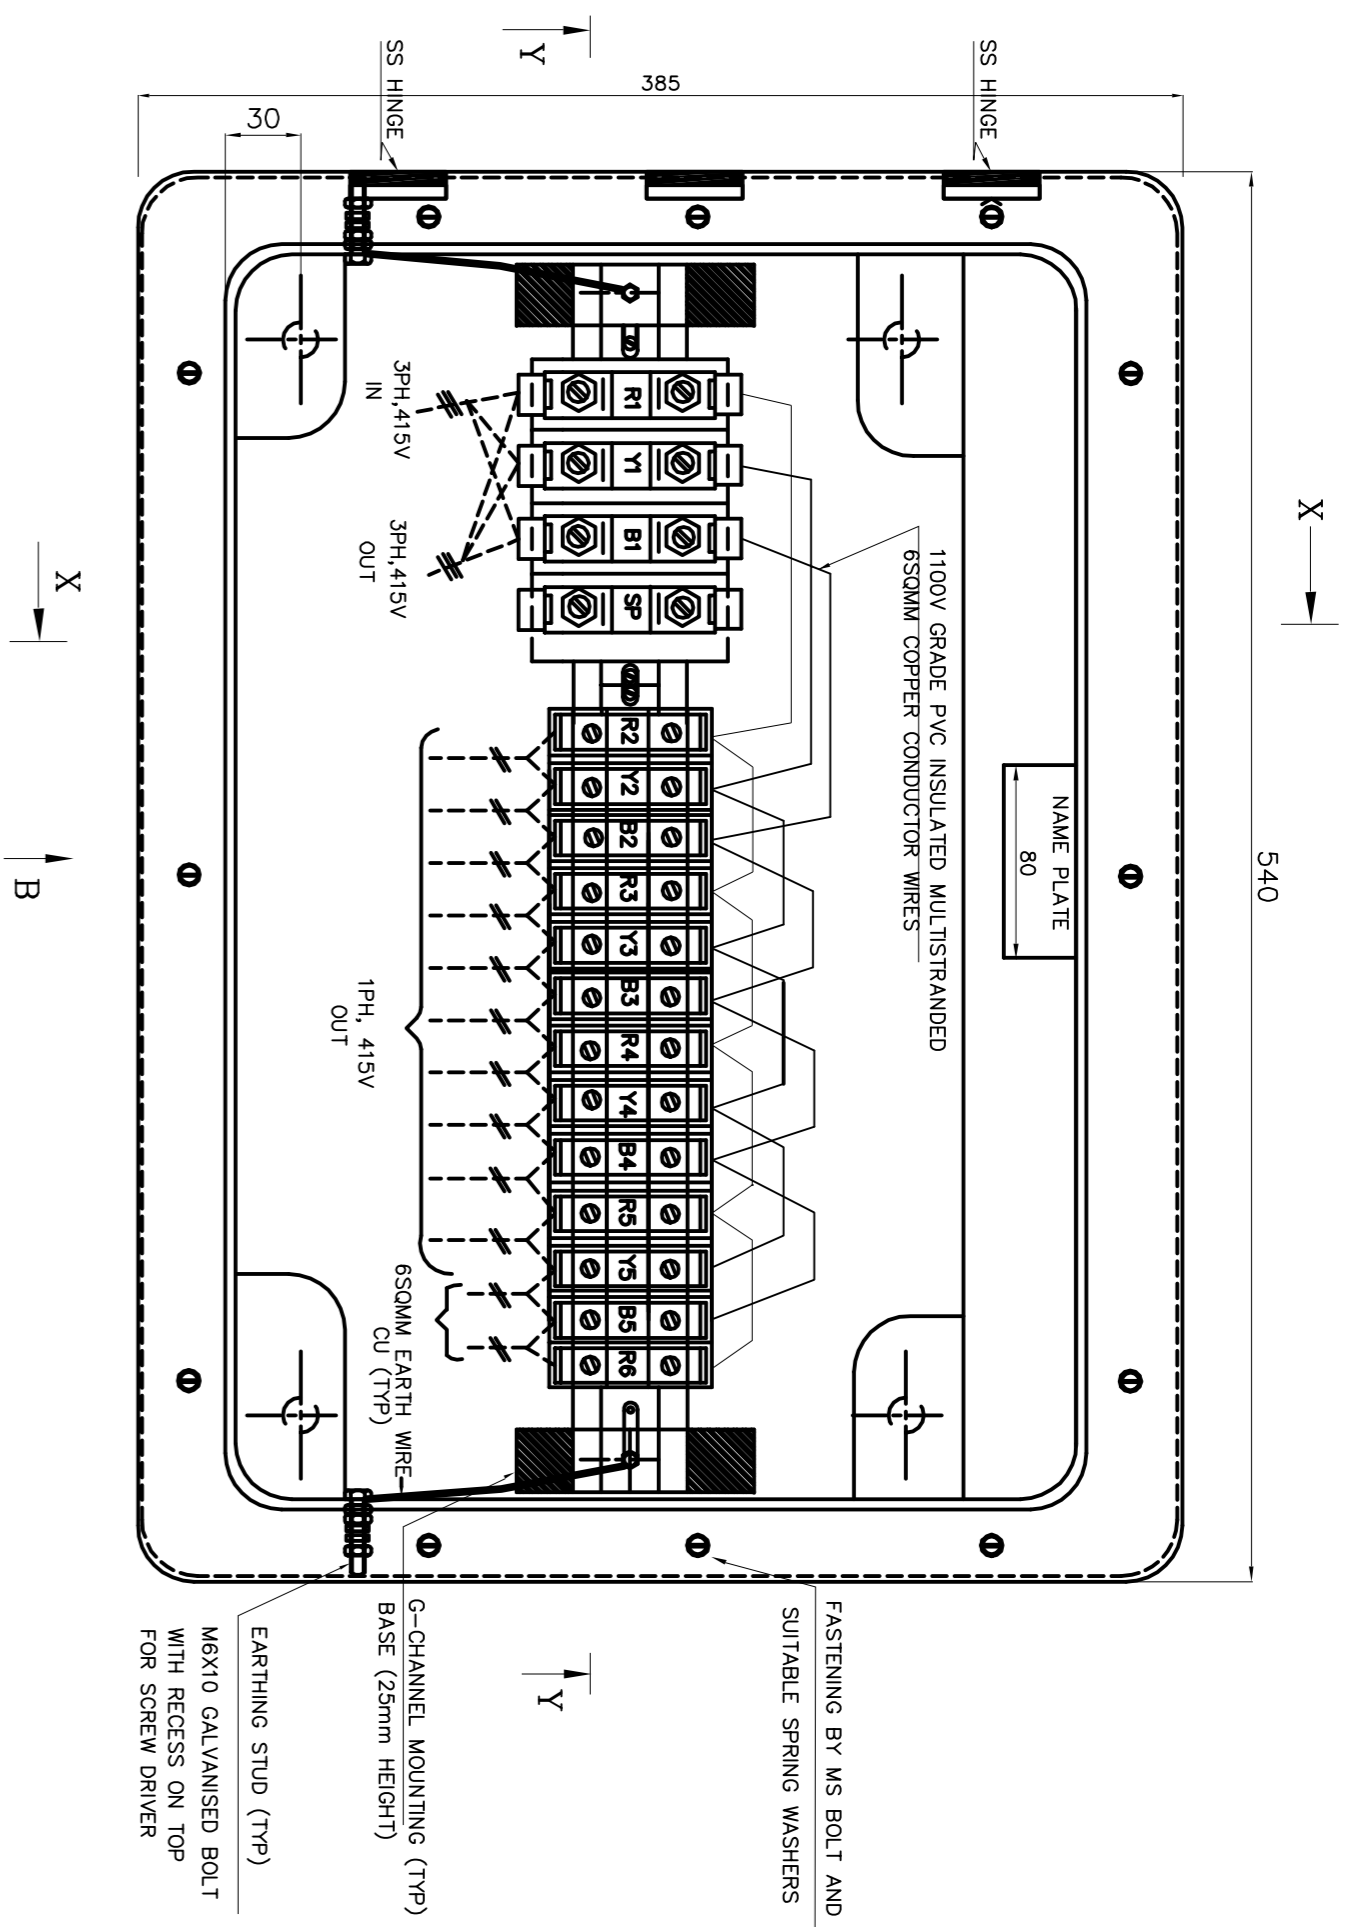 X
540
NAME PLATE
80
1100V GRADE PVC INSULATED MULTISTRANDED
6SQMM COPPER CONDUCTOR WIRES
SS HINGE
SS HINGE
385
30
Y
Y
R1
Y1
B1
SP
R2
Y2
B2
R3
Y3
B3
R4
Y4
B4
R5
Y5
B5
R6
3PH,415V
IN
3PH,415V
OUT
1PH, 415V
OUT
6SQMM EARTH WIRE
CU (TYP)
FASTENING BY MS BOLT AND
SUITABLE SPRING WASHERS
G-CHANNEL MOUNTING (TYP)
BASE (25mm HEIGHT)
EARTHING STUD (TYP)
M6X10 GALVANISED BOLT
WITH RECESS ON TOP
FOR SCREW DRIVER
X
B